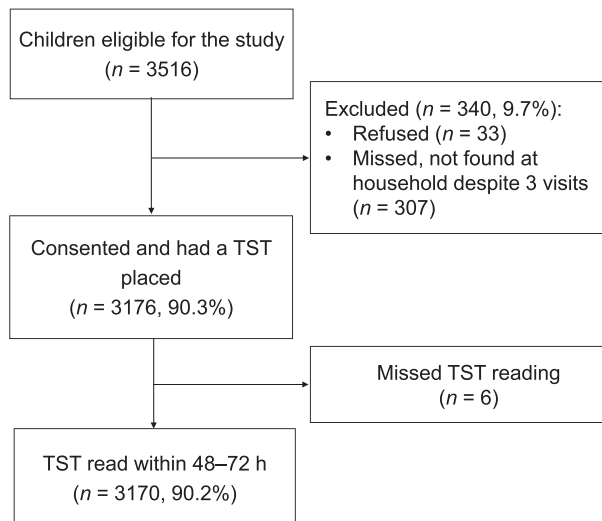 Children eligible for the study
(n = 3516)
Excluded (n = 340, 9.7%):
• Refused (n = 33)
• Missed, not found at
household despite 3 visits
(n = 307)
Consented and had a TST
placed
(n = 3176, 90.3%)
Missed TST reading
(n = 6)
TST read within 48–72 h
(n = 3170, 90.2%)